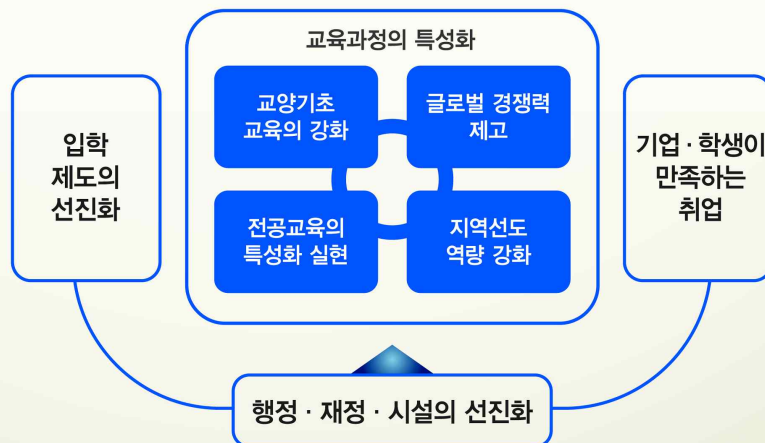 교육과정의 특성화
교양기초
교육의 강화
글로벌 경쟁력
제고
전공교육의
특성화 실현
지역선도
역량 강화
입학
제도의
선진화
기업 · 학생이
만족하는
취업
행정 · 재정 · 시설의 선진화